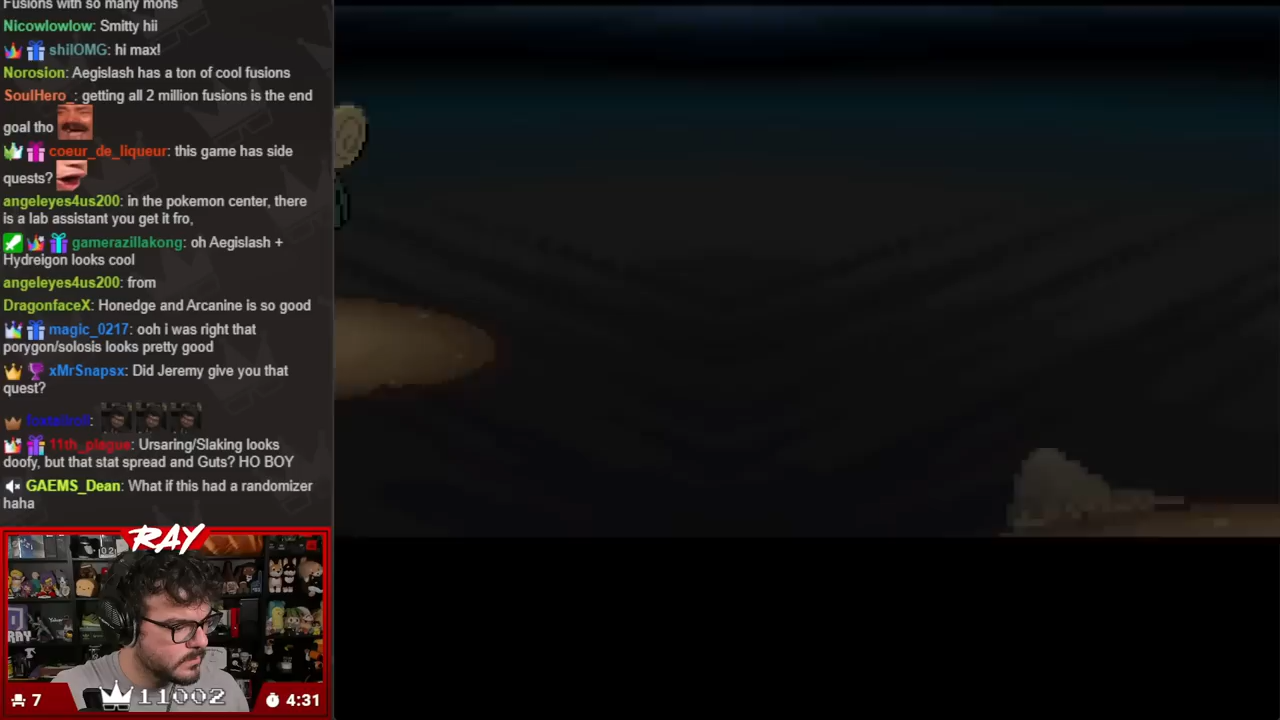 Fusions with so many mons
Nicowlowlow: Smitty hii
shilOMG: hi max!
Norosion: Aegislash has a ton of cool fusions
SoulHero_: getting all 2 million fusions is the end
goal tho
coeur_de_liqueur: this game has side
quests?
angeleyes4us200: in the pokemon center, there
is a lab assistant you get it fro,
gamerazillakong: oh Aegislash +
Hydreigon looks cool
angeleyes4us200: from
DragonfaceX: Honedge and Arcanine is so good
magic_0217: ooh i was right that
porygon/solosis looks pretty good
xMrSnapsx: Did Jeremy give you that
quest?
11th_plague: Ursaring/Slaking looks
doofy, but that stat spread and Guts? HO BOY
GAEMS_Dean: What if this had a randomizer
haha
RAY
RAY
7
11002
4:31